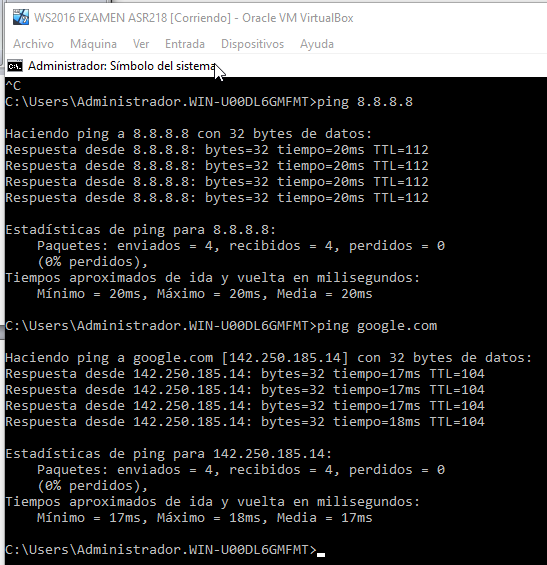 WS2016 EXAMEN ASR218 [Corriendo] - Oracle VM VirtualBox
Archivo Máquina Ver Entrada Dispositivos Ayuda
Administrador: Símbolo del sistema
^C
C:\Users\Administrador.WIN-U00DL6GMFMT>ping 8.8.8.8
Haciendo ping a 8.8.8.8 con 32 bytes de datos:
Respuesta desde 8.8.8.8: bytes=32 tiempo=20ms TTL=112
Respuesta desde 8.8.8.8: bytes=32 tiempo=20ms TTL=112
Respuesta desde 8.8.8.8: bytes=32 tiempo=20ms TTL=112
Respuesta desde 8.8.8.8: bytes=32 tiempo=20ms TTL=112
Estadísticas de ping para 8.8.8.8:
Paquetes: enviados = 4, recibidos = 4, perdidos = 0
(0% perdidos),
Tiempos aproximados de ida y vuelta en milisegundos:
Mínimo = 20ms, Máximo = 20ms, Media = 20ms
C:\Users\Administrador.WIN-U00DL6GMFMT>ping google.com
Haciendo ping a google.com [142.250.185.14] con 32 bytes de datos:
Respuesta desde 142.250.185.14: bytes=32 tiempo=17ms TTL=104
Respuesta desde 142.250.185.14: bytes=32 tiempo=17ms TTL=104
Respuesta desde 142.250.185.14: bytes=32 tiempo=17ms TTL=104
Respuesta desde 142.250.185.14: bytes=32 tiempo=18ms TTL=104
Estadísticas de ping para 142.250.185.14:
Paquetes: enviados = 4, recibidos = 4, perdidos = 0
(0% perdidos),
Tiempos aproximados de ida y vuelta en milisegundos:
Mínimo = 17ms, Máximo = 18ms, Media = 17ms
C:\Users\Administrador.WIN-U00DL6GMFMT>